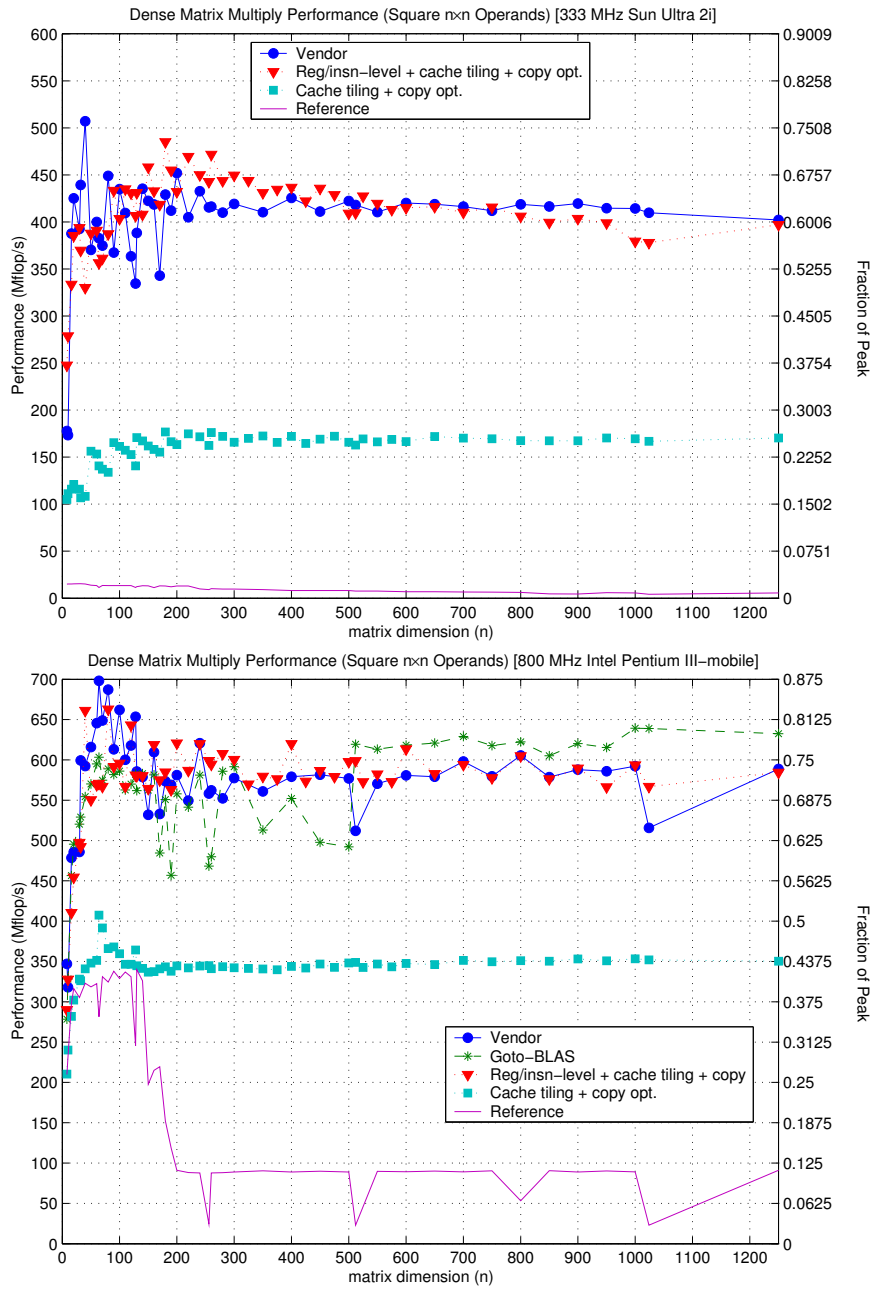 Dense Matrix Multiply Performance (Square n×n Operands) [333 MHz Sun Ultra 2i]
600
550
500
450
400
350
300
250
200
150
100
50
0
Performance (Mflop/s)
Vendor
Reg/insn−level + cache tiling + copy opt.
Cache tiling + copy opt.
Reference
0.9009
0.8258
0.7508
0.6757
0.6006
0.5255
0.4505
0.3754
0.3003
0.2252
0.1502
0.0751
0
Fraction of Peak
0 100 200 300 400 500 600 700 800 900 1000 1100 1200
matrix dimension (n)
Dense Matrix Multiply Performance (Square n×n Operands) [800 MHz Intel Pentium III−mobile]
700
650
600
550
500
450
400
350
300
250
200
150
100
50
0
Performance (Mflop/s)
Vendor
Goto−BLAS
Reg/insn−level + cache tiling + copy
Cache tiling + copy opt.
Reference
0.875
0.8125
0.75
0.6875
0.625
0.5625
0.5
0.4375
0.375
0.3125
0.25
0.1875
0.125
0.0625
0
Fraction of Peak
0 100 200 300 400 500 600 700 800 900 1000 1100 1200
matrix dimension (n)